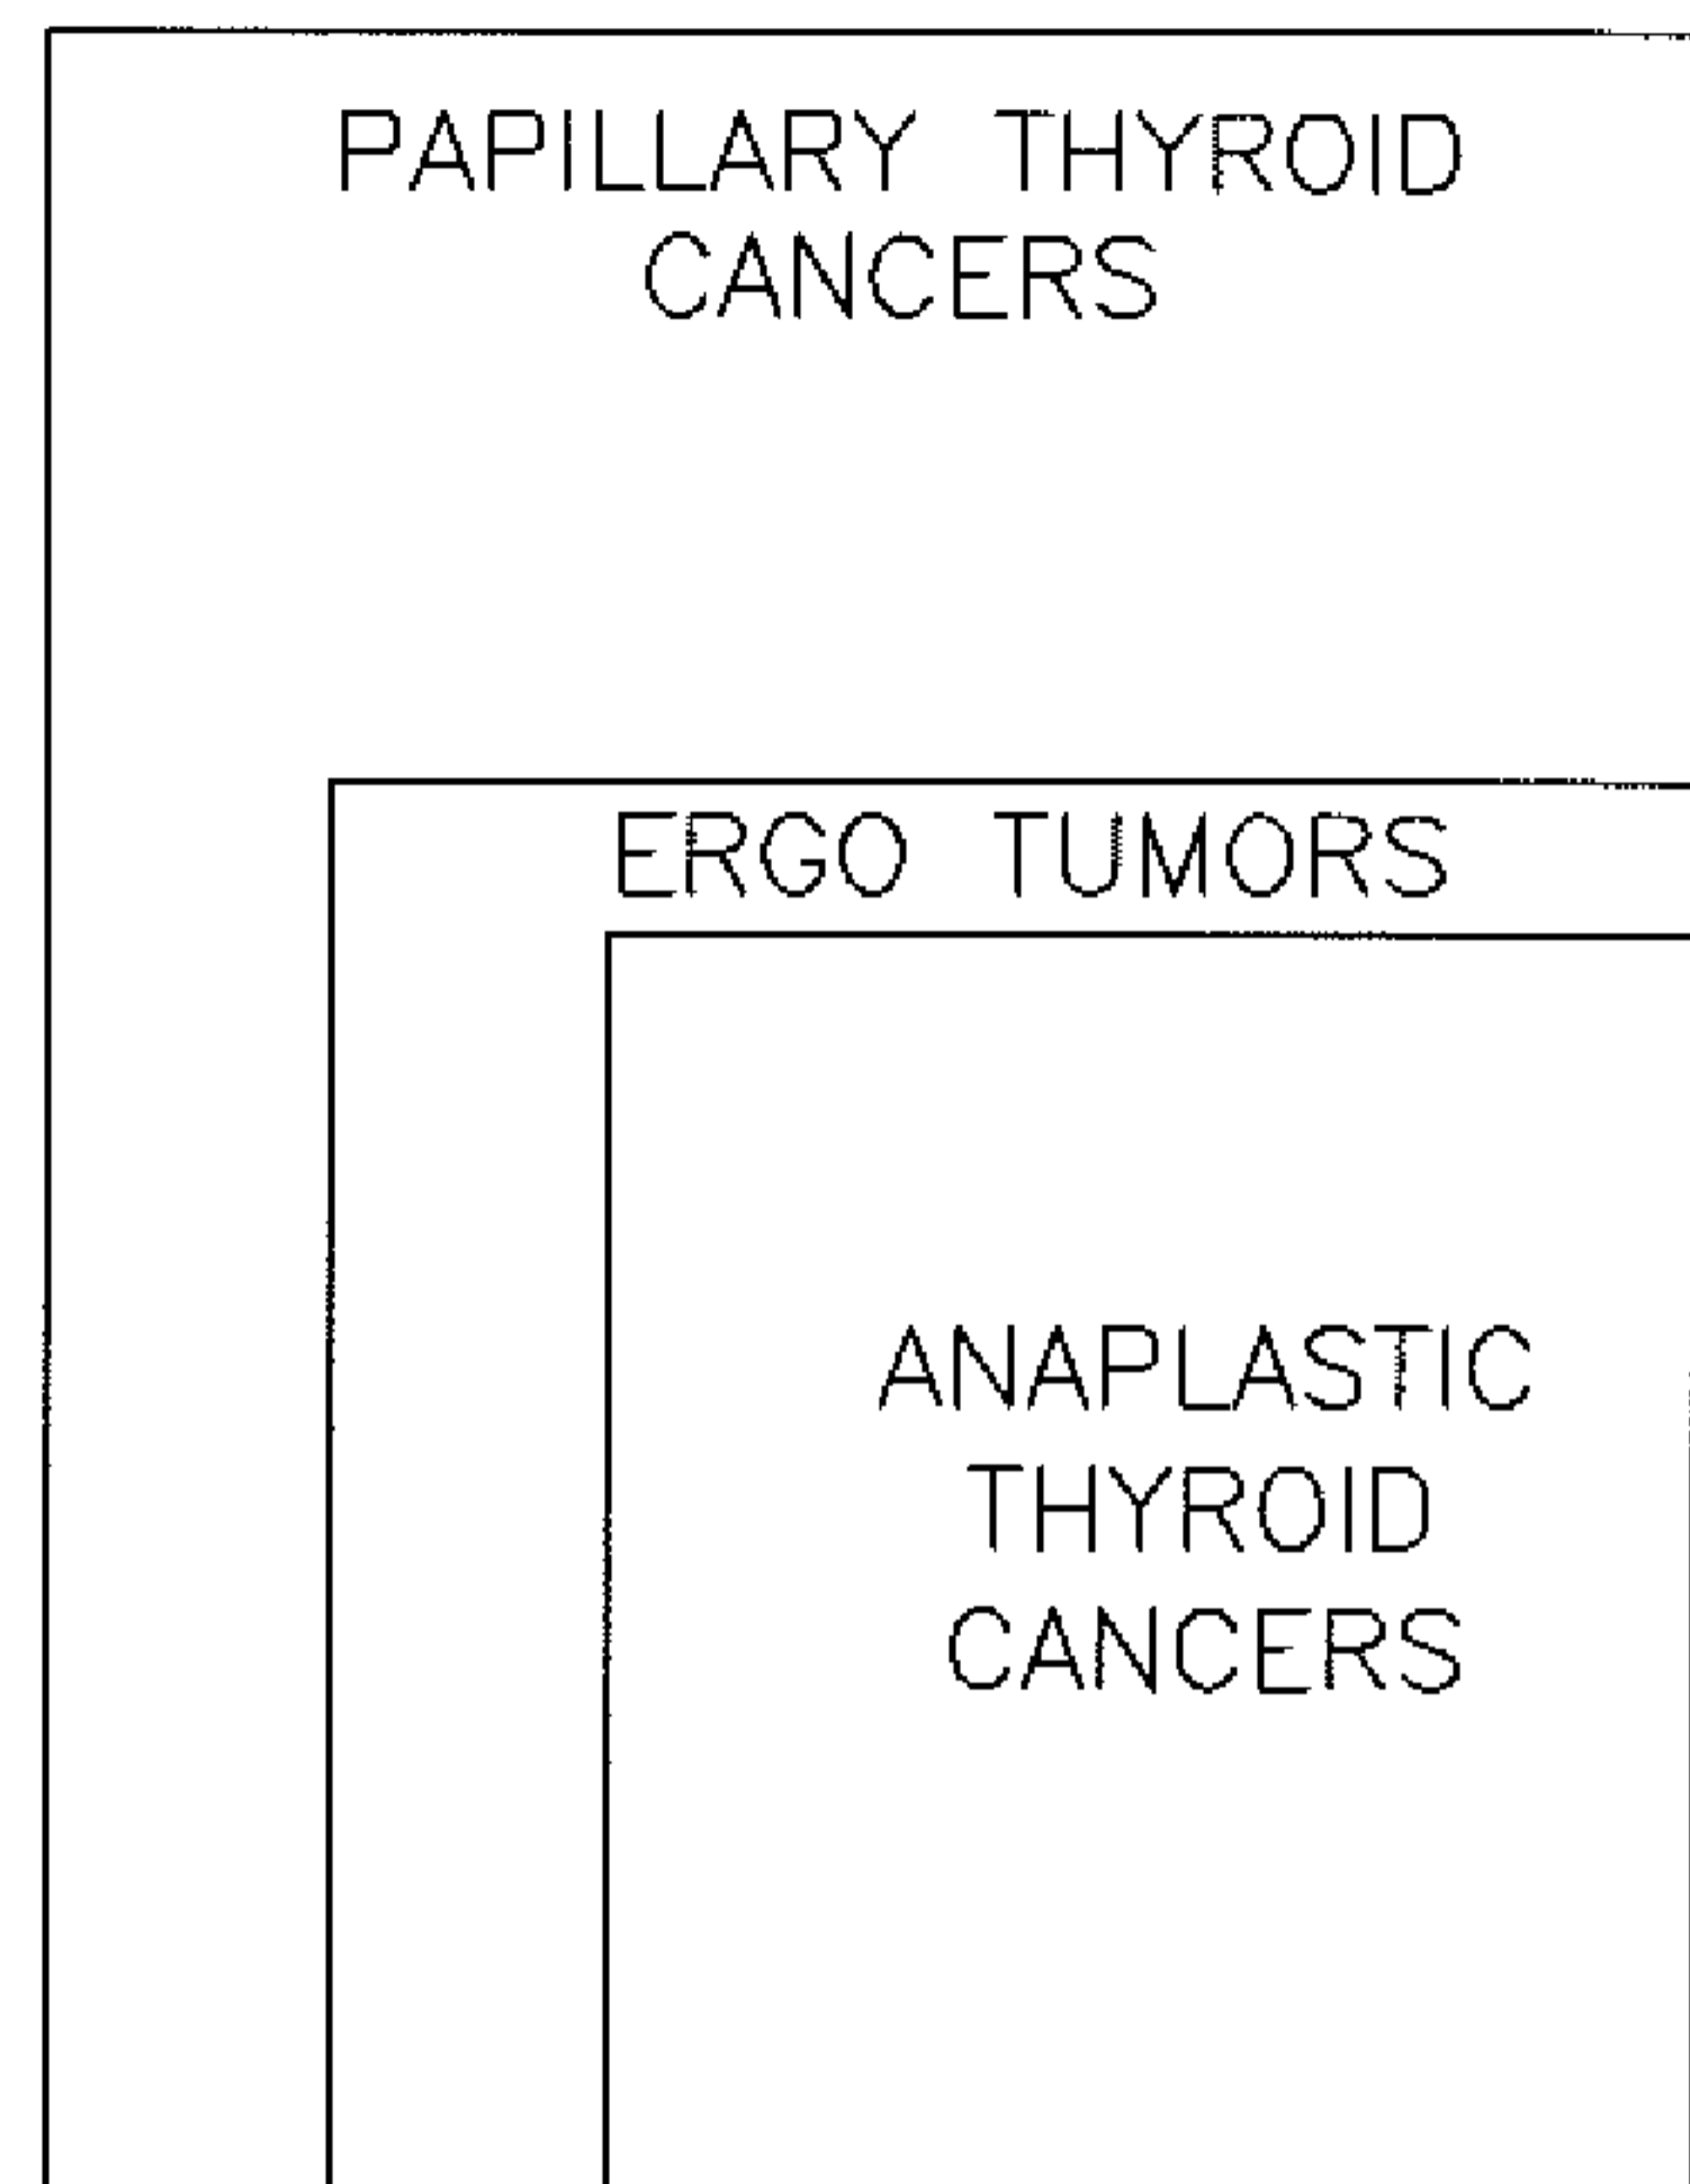 PAPILLARY THYROID
CANCERS
ERGO TUMORS
ANAPLASTIC
THYROID
CANCERS